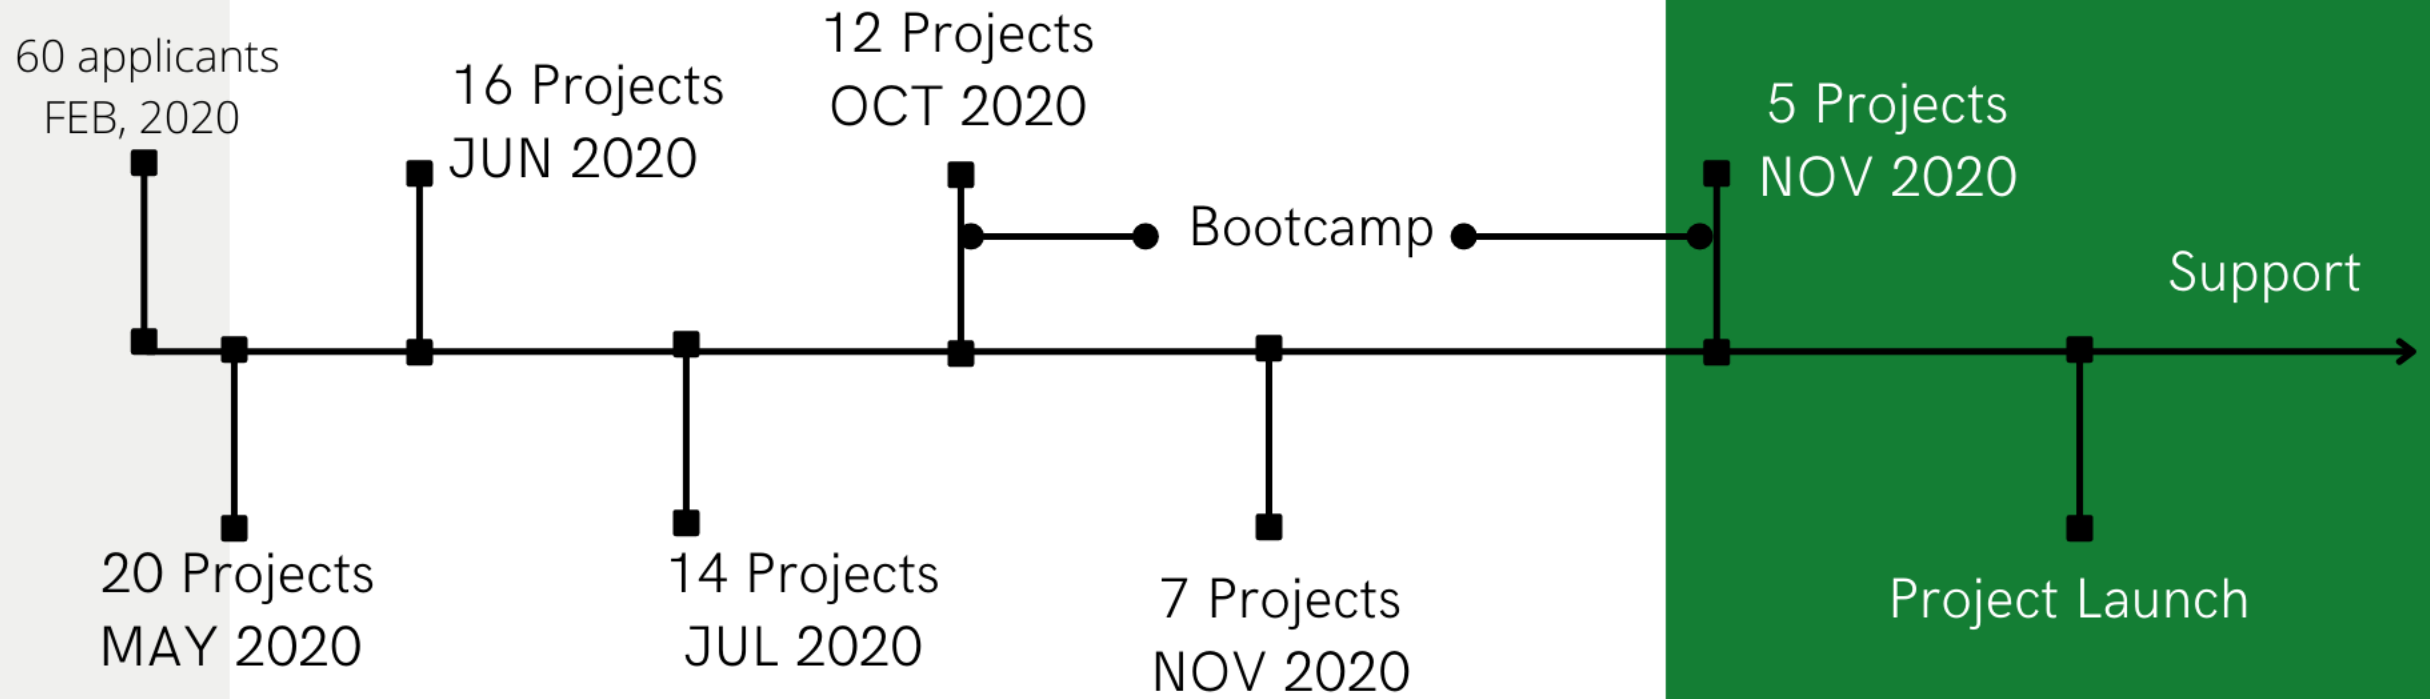 60 applicants
FEB, 2020
20 Projects
MAY 2020
16 Projects
JUN 2020
14 Projects
JUL 2020
12 Projects
OCT 2020
Bootcamp
7 Projects
NOV 2020
5 Projects
NOV 2020
Project Launch
Support